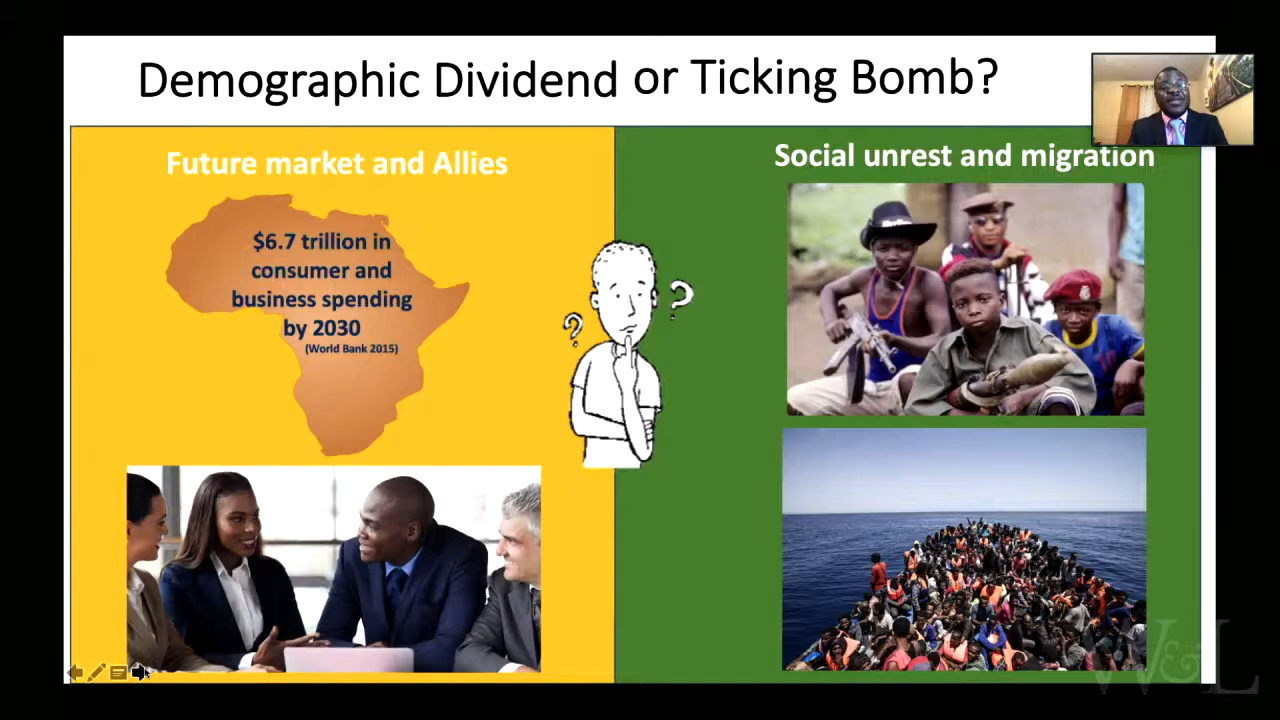 Demographic Dividend or Ticking Bomb?
Future market and Allies
$6.7 trillion in
consumer and
business spending
by 2030
(World Bank 2015)
?
?
Social unrest and migration
W&L